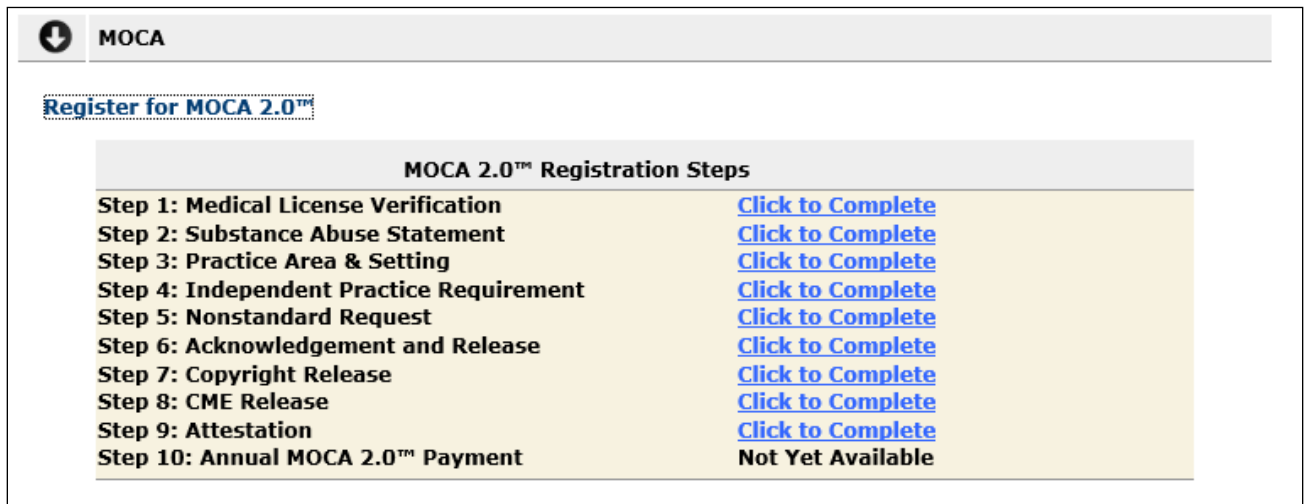 MOCA
Register for MOCA 2.0™
MOCA 2.0™ Registration Steps
Step 1: Medical License Verification Click to Complete
Step 2: Substance Abuse Statement Click to Complete
Step 3: Practice Area & Setting Click to Complete
Step 4: Independent Practice Requirement Click to Complete
Step 5: Nonstandard Request Click to Complete
Step 6: Acknowledgement and Release Click to Complete
Step 7: Copyright Release Click to Complete
Step 8: CME Release Click to Complete
Step 9: Attestation Click to Complete
Step 10: Annual MOCA 2.0™ Payment Not Yet Available